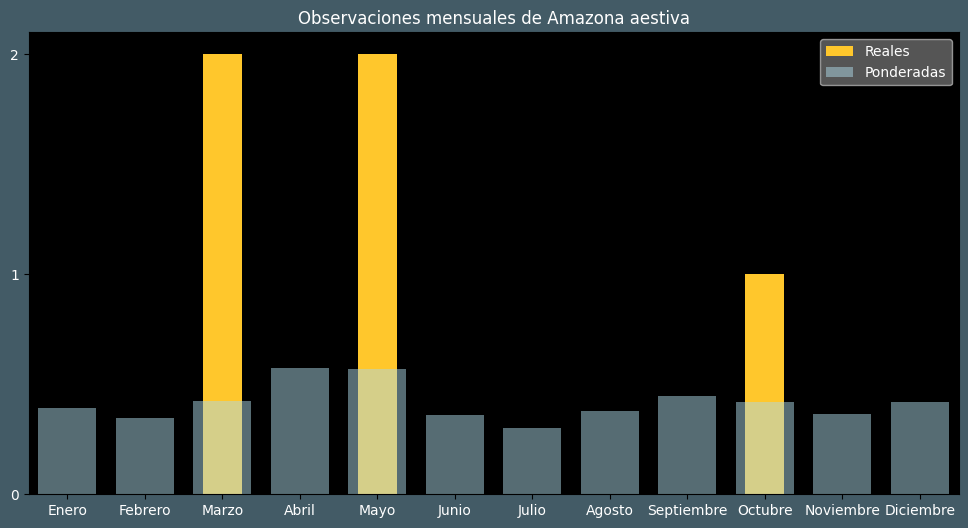 Observaciones mensuales de Amazona aestiva
Reales
Ponderadas
2
1
0
Enero Febrero Marzo Abril Mayo Junio Julio Agosto Septiembre Octubre Noviembre Diciembre